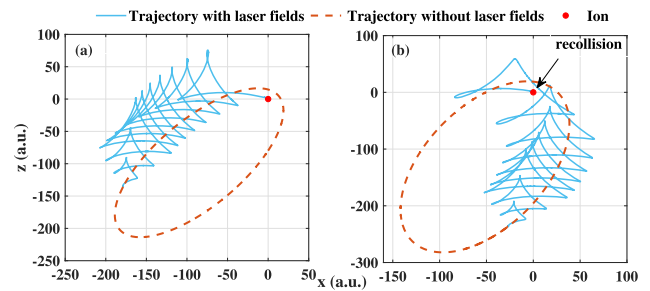 Trajectory with laser fields Trajectory without laser fields Ion
(a) (b) recollision
100
50
0
-50
-100
-150
-200
-250
z (a.u.)
-250 -200 -150 -100 -50 0 50
100
0
-100
-200
-300
-150 -100 -50 0 50 100
x (a.u.)